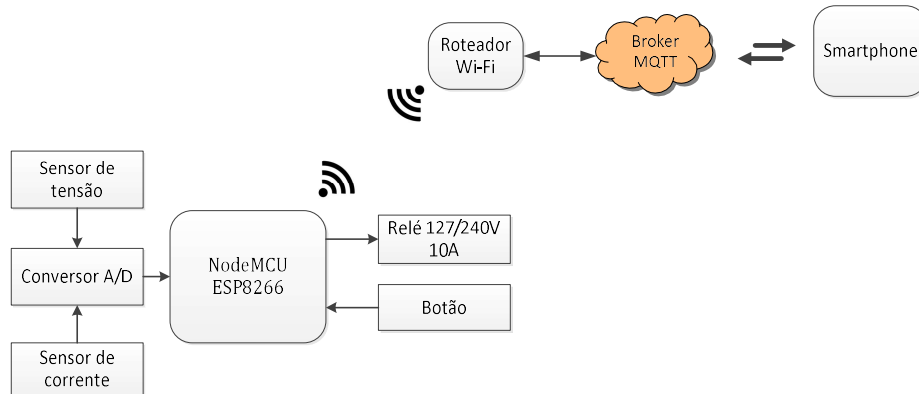 Roteador
Wi-Fi
Broker
MQTT
Smartphone
Sensor de
tensão
Conversor A/D
Sensor de
corrente
NodeMCU
ESP8266
Relé 127/240V
10A
Botão